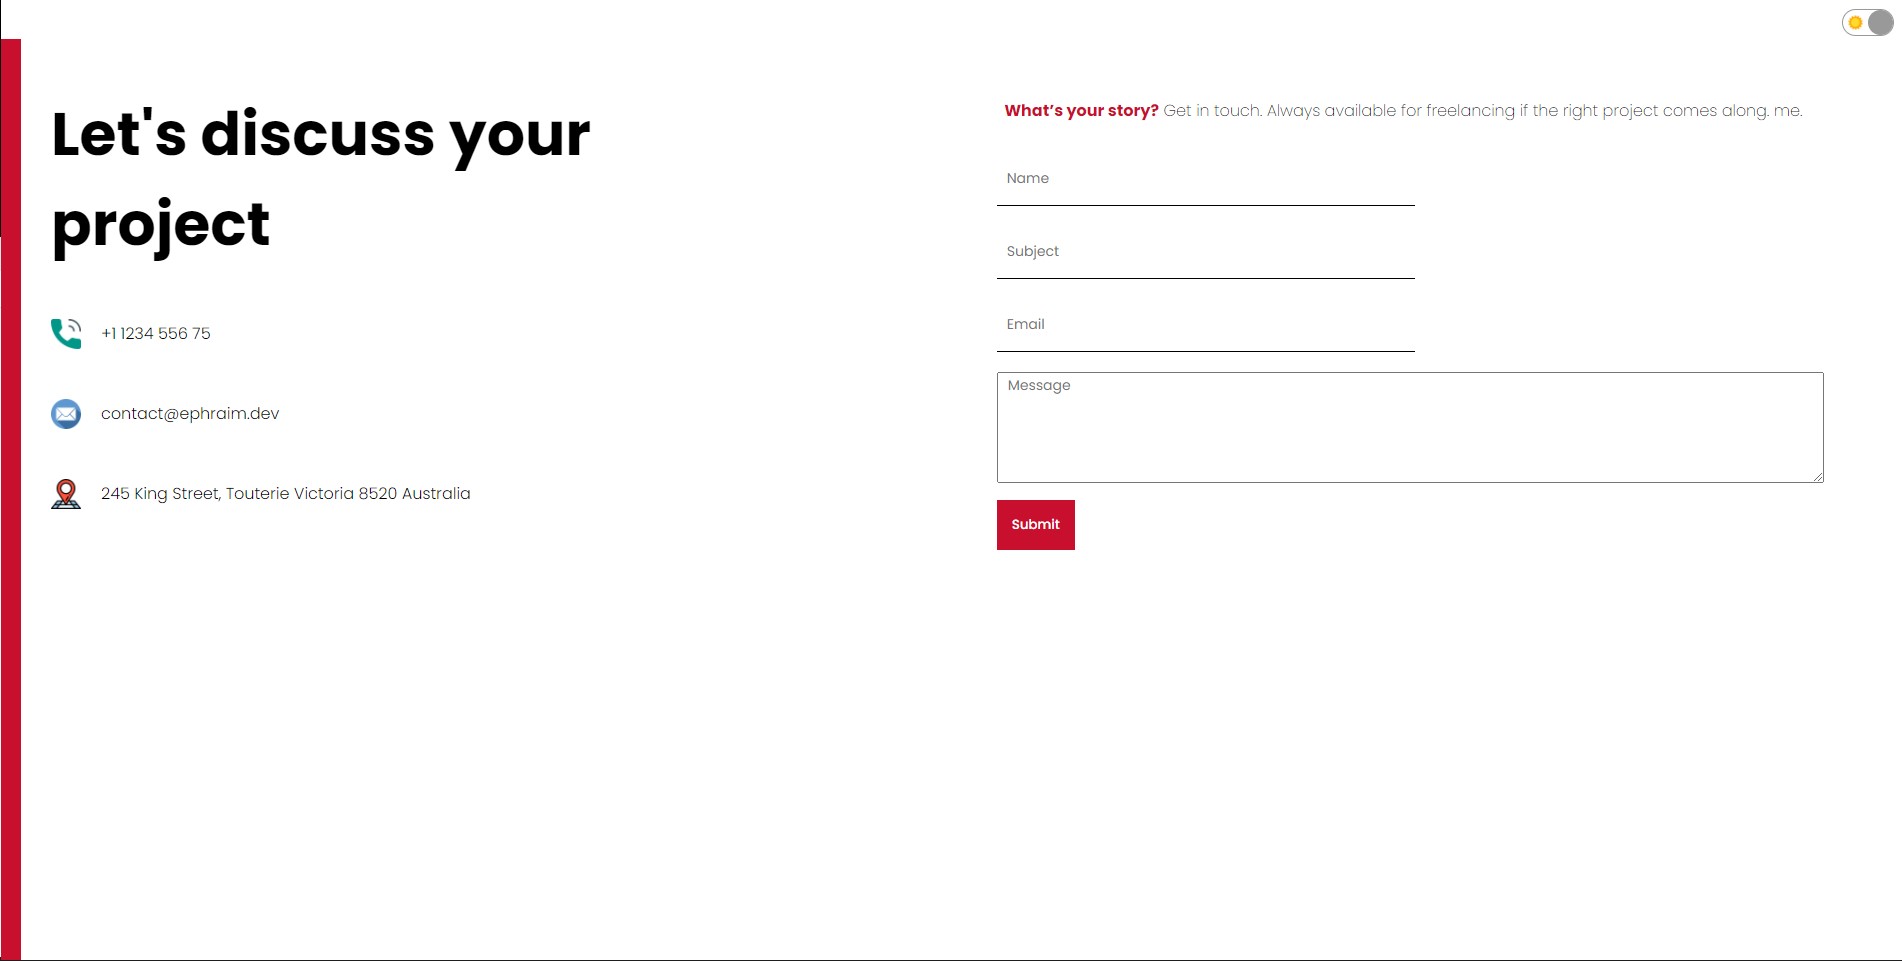 Let's discuss your
project
+1 1234 556 75
contact@ephraim.dev
245 King Street, Touterie Victoria 8520 Australia
What’s your story? Get in touch. Always available for freelancing if the right project comes along. me.
Name
Subject
Email
Message
Submit